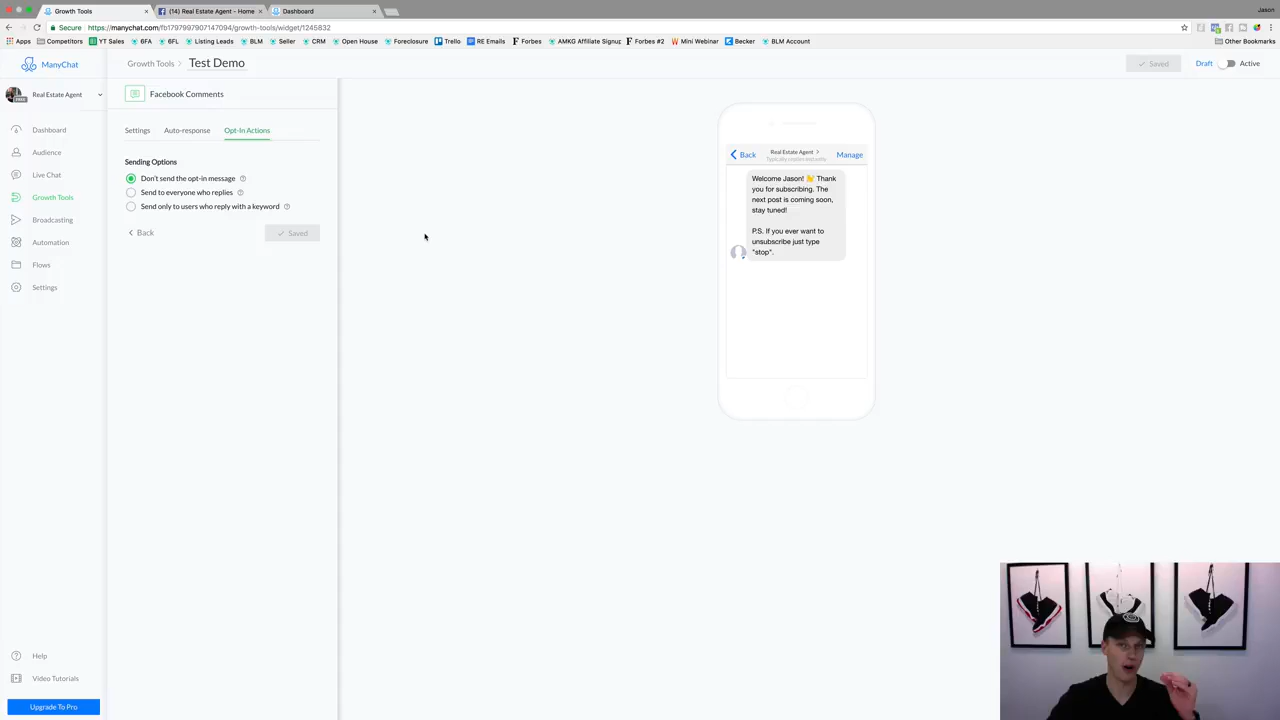 Growth Tools
(14) Real Estate Agent - Home
Dashboard
Jason
Secure
https://manychat.com/fb1797997907147094/growth-tools/widget/1245832
Apps
Competitors
YT Sales
6FA
6FL
Listing Leads
BLM
Seller
CRM
Open House
Foreclosure
Trello
RE Emails
Forbes
AMKG Affiliate Signup
Forbes #2
Mini Webinar
Becker
BLM Account
Other Bookmarks
ManyChat
Growth Tools
Test Demo
Saved
Draft
Active
Real Estate Agent
FREE
Dashboard
Audience
Live Chat
Growth Tools
Broadcasting
Automation
Flows
Settings
Help
Video Tutorials
Upgrade To Pro
Facebook Comments
Settings
Auto-response
Opt-In Actions
Sending Options
Don't send the opt-in message
Send to everyone who replies
Send only to users who reply with a keyword
Back
Saved
Back
Real Estate Agent
Typically replies instantly
Manage
Welcome Jason! 👋 Thank
you for subscribing. The
next post is coming soon,
stay tuned!
P.S. If you ever want to
unsubscribe just type
"stop".